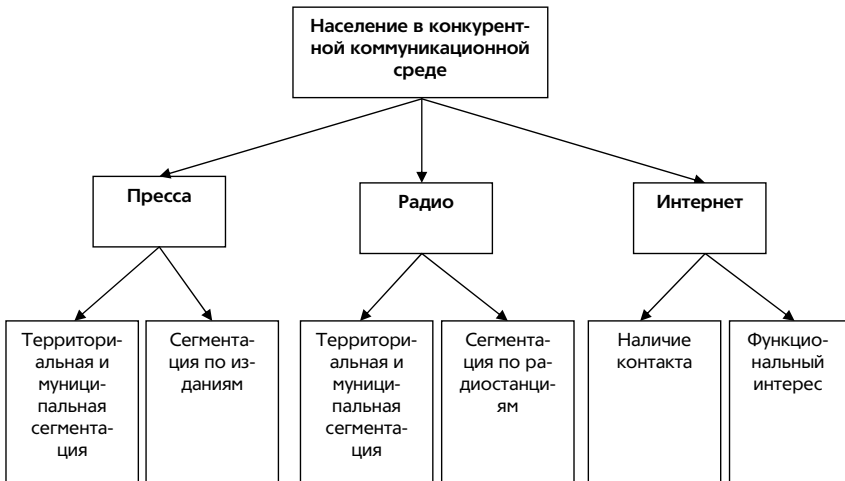 Население в конкурент-
ной коммуникационной
среде
Пресса
Радио
Интернет
Территори-
альная и
муници-
пальная
сегмента-
ция
Сегмента-
ция по из-
даниям
Территори-
альная и
муници-
пальная
сегмента-
ция
Сегмента-
ция по ра-
диостанци-
ям
Наличие
контакта
Функцио-
нальный
интерес